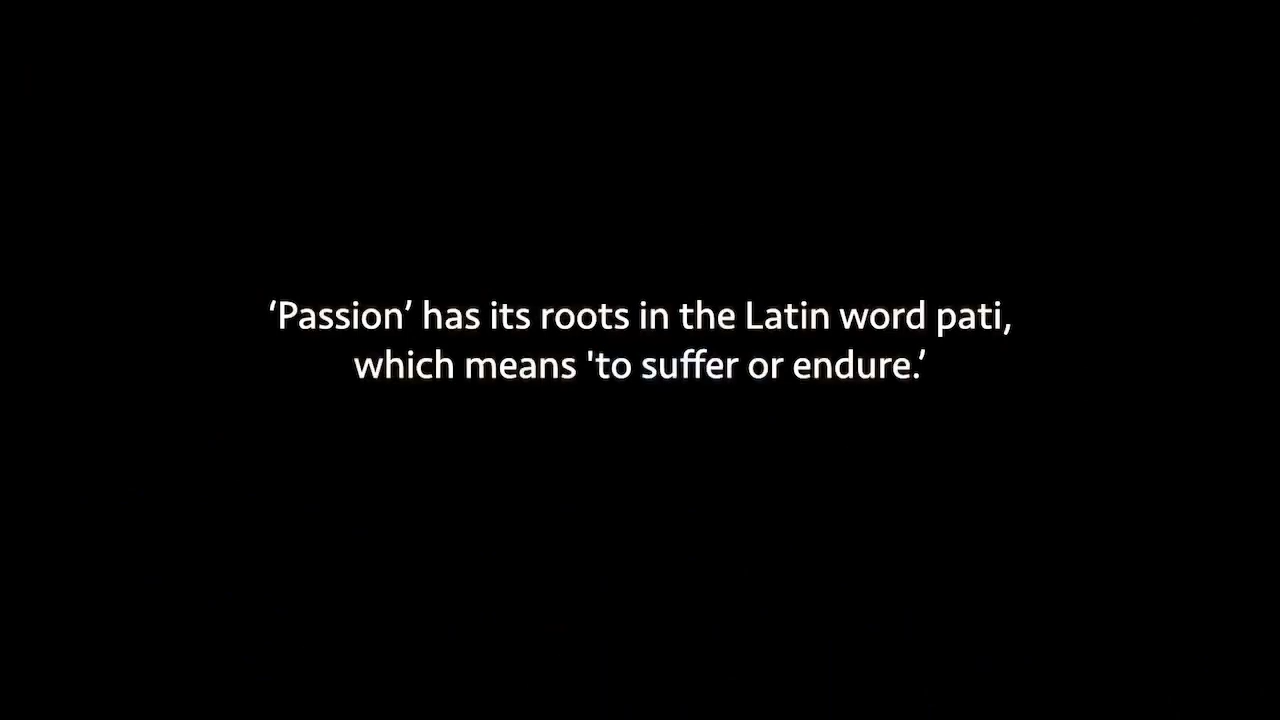 ‘Passion’ has its roots in the Latin word pati,
which means 'to suffer or endure.’